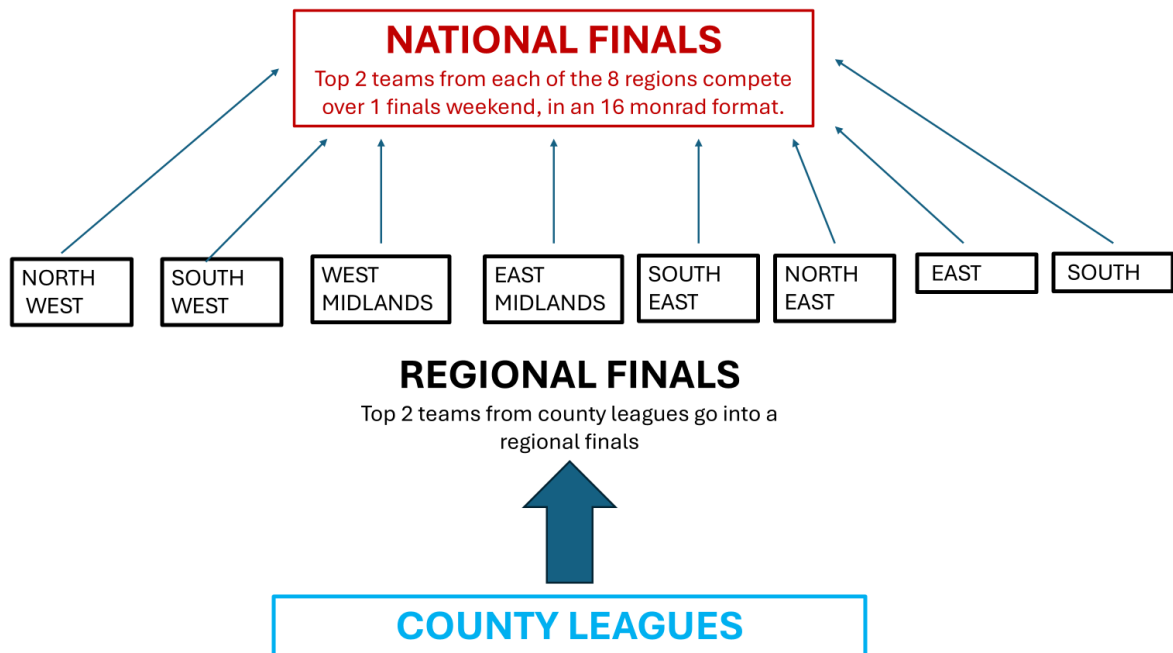 NATIONAL FINALS
Top 2 teams from each of the 8 regions compete
over 1 finals weekend, in an 16 monrad format.
NORTH
WEST
SOUTH
WEST
WEST
MIDLANDS
EAST
MIDLANDS
SOUTH
EAST
NORTH
EAST
EAST
SOUTH
REGIONAL FINALS
Top 2 teams from county leagues go into a
regional finals
COUNTY LEAGUES